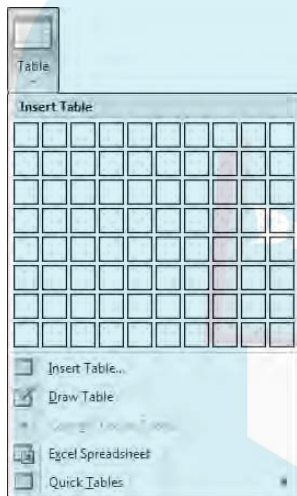 Table
Insert Table
Insert Table...
Draw Table
Excel Spreadsheet
Quick Tables